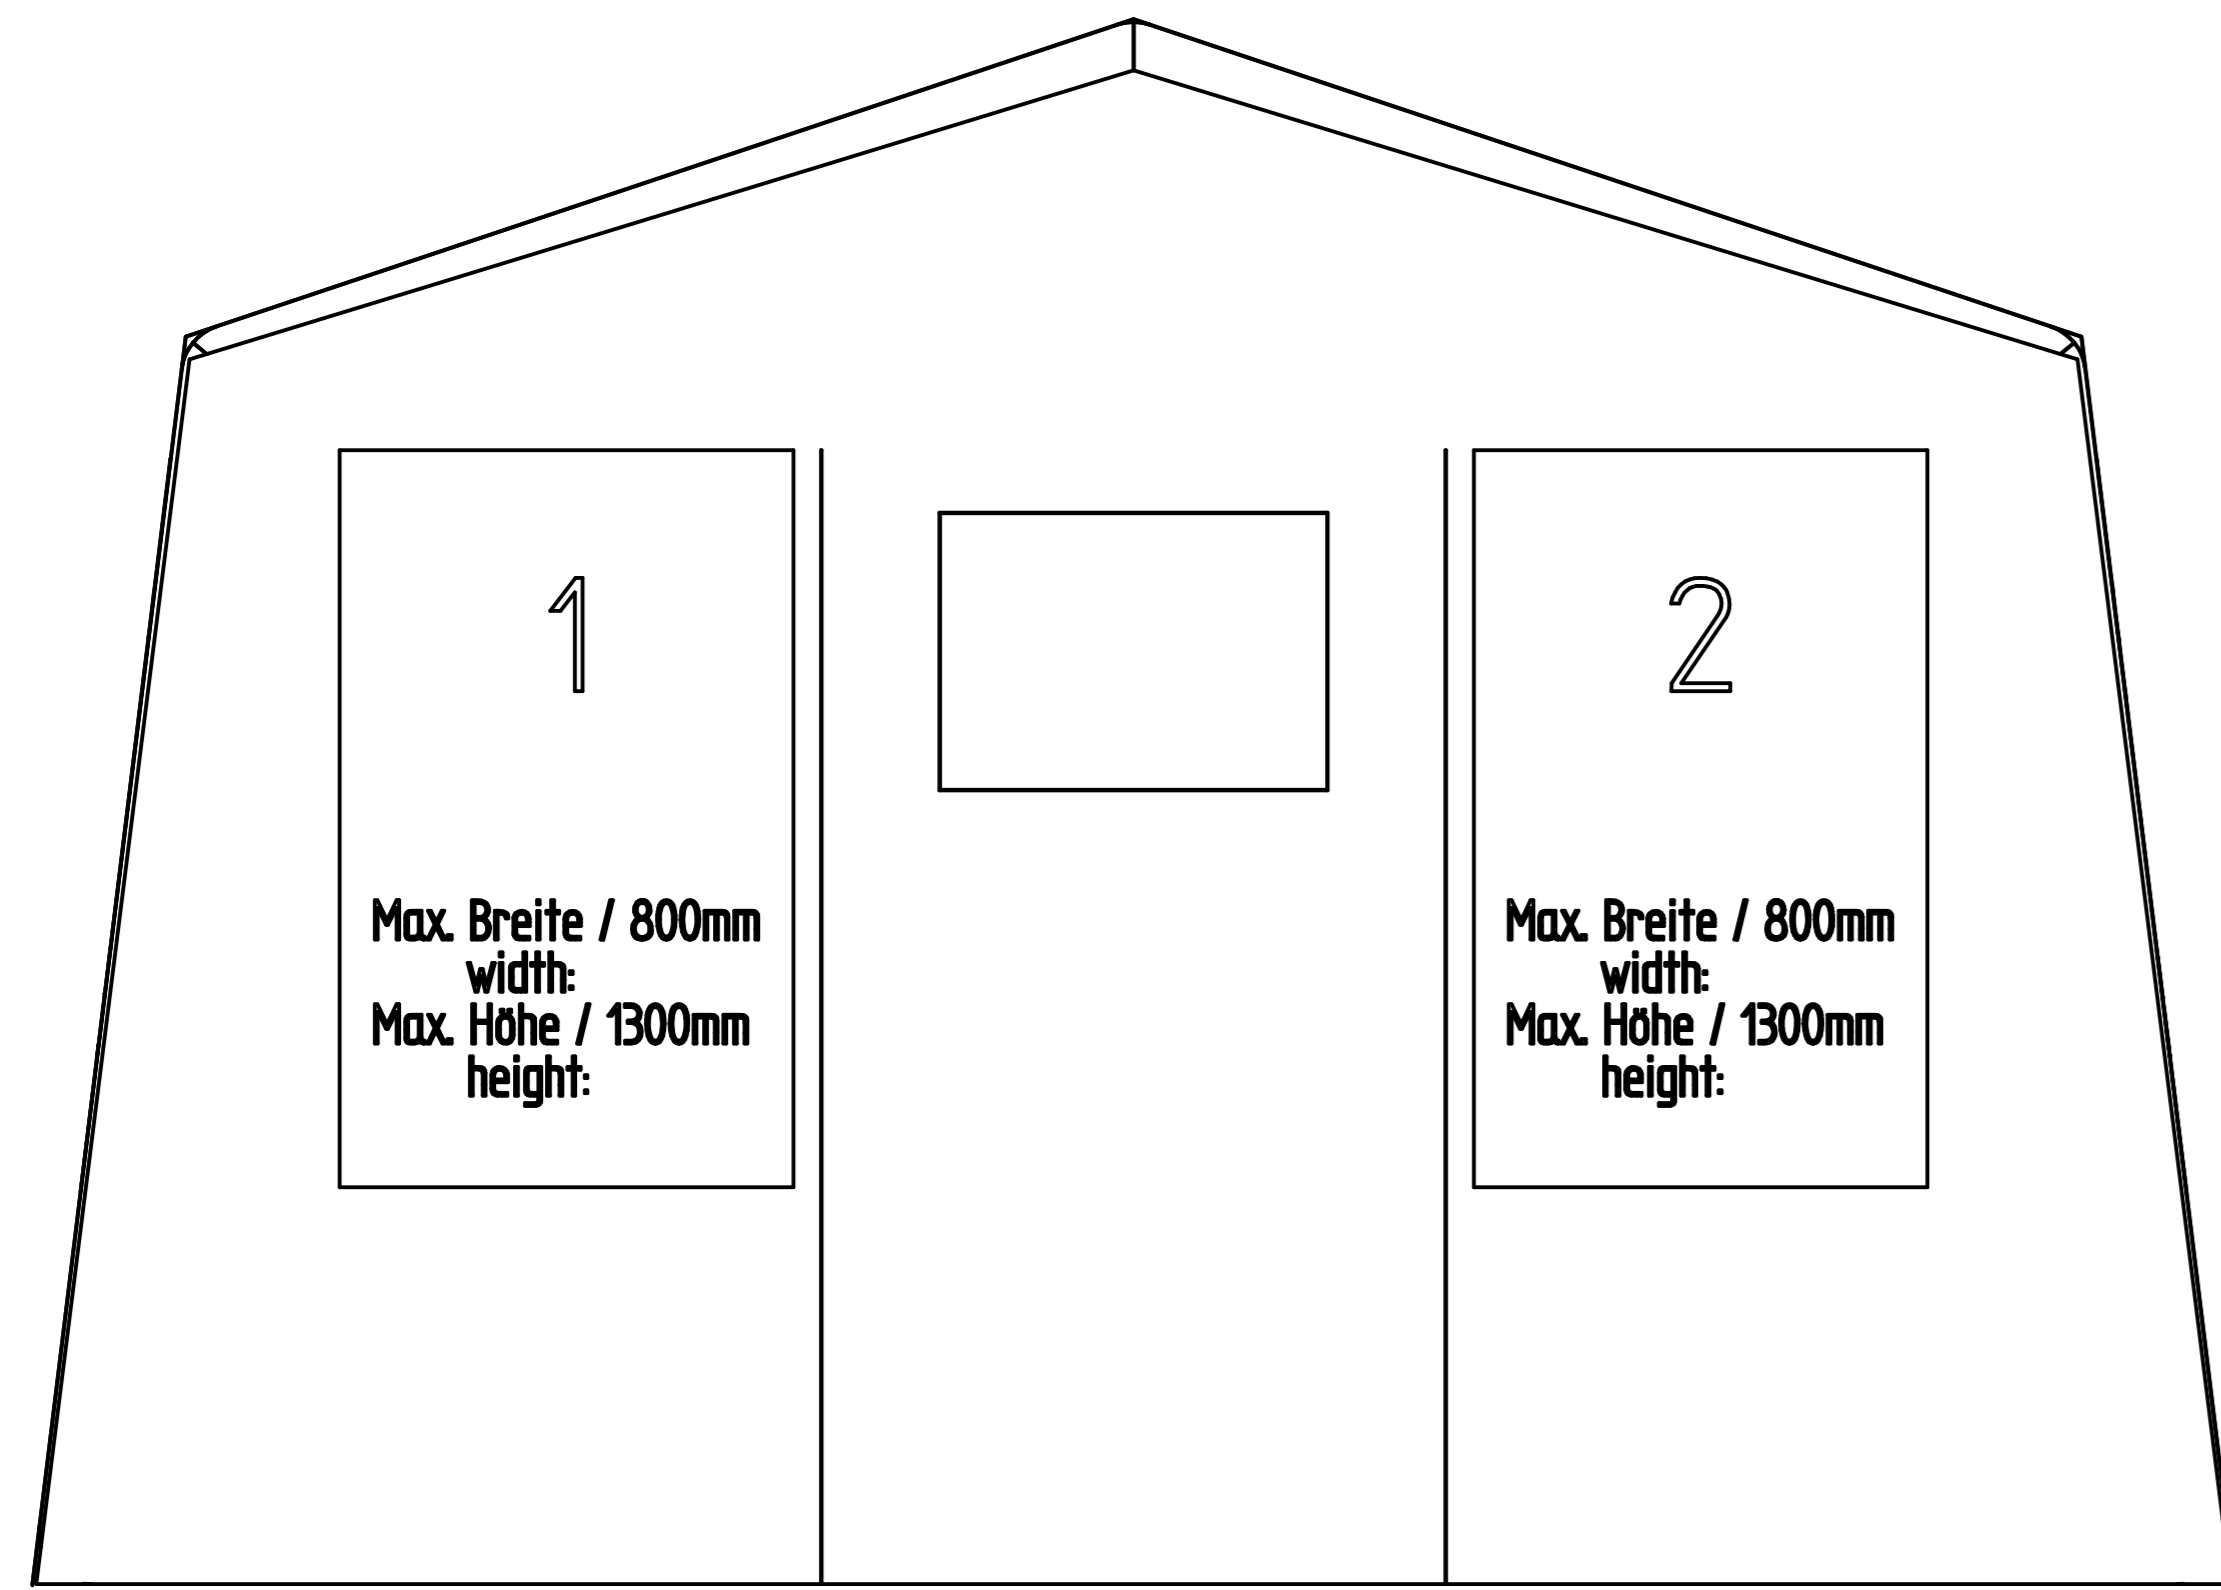 1
Max. Breite / 800mm
width:
Max. Höhe / 1300mm
height:
2
Max. Breite / 800mm
width:
Max. Höhe / 1300mm
height: